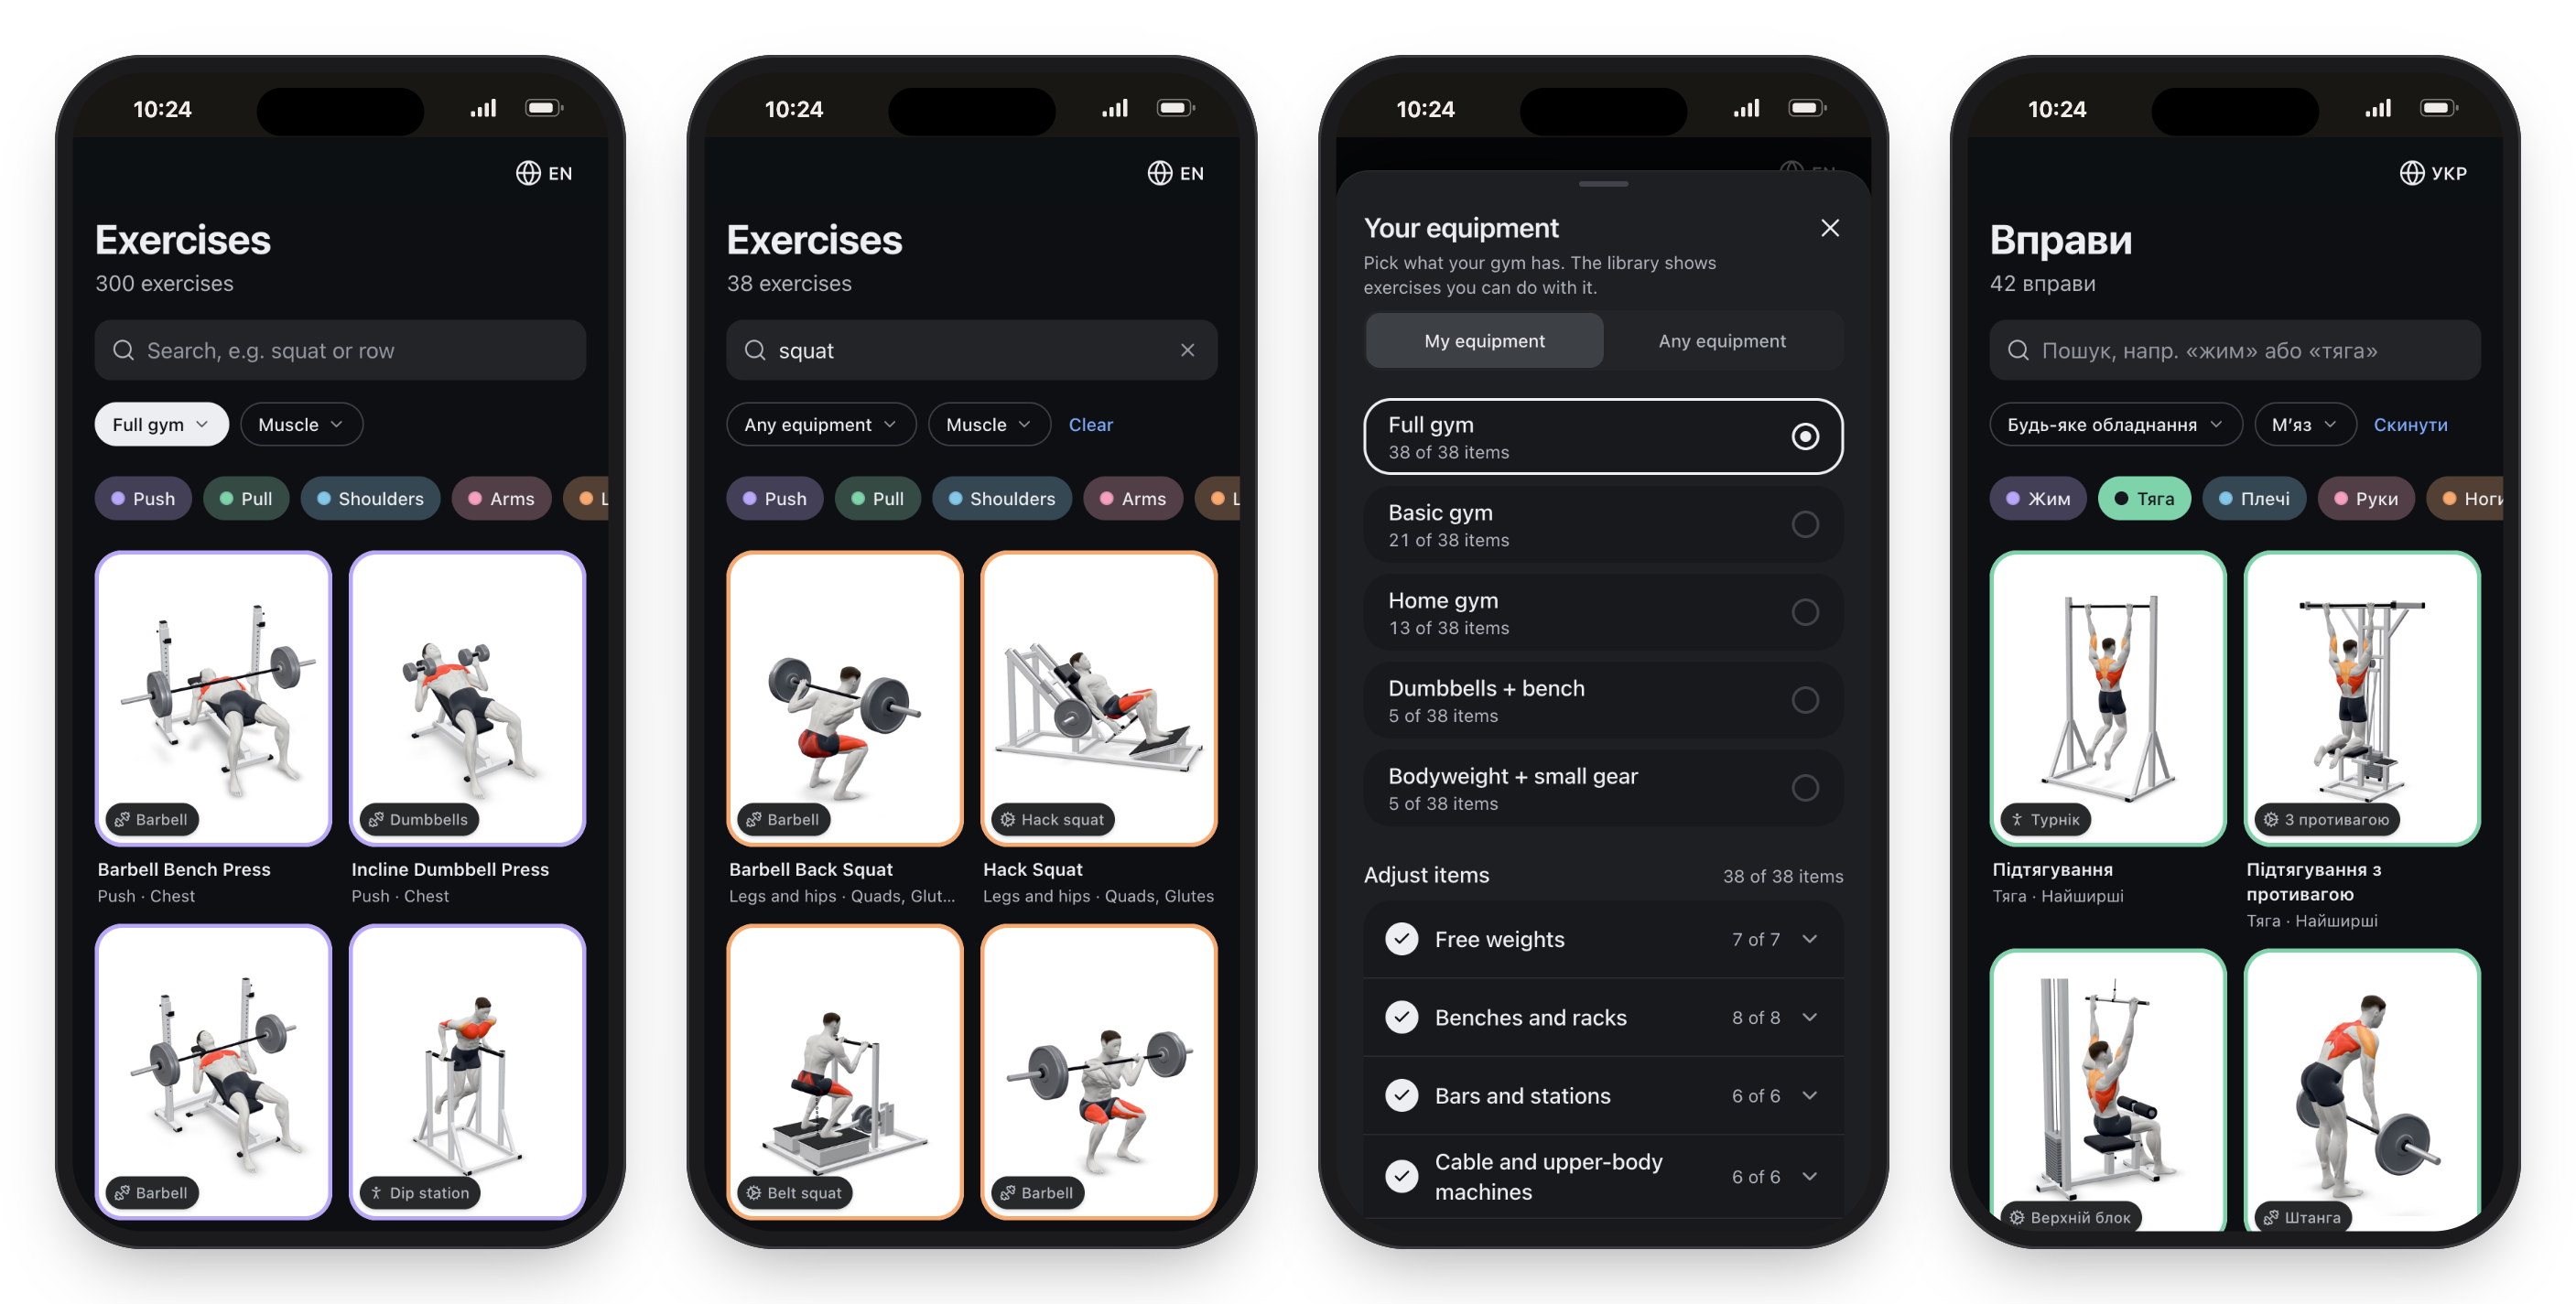 10:24
EN
Exercises
300 exercises
Search, e.g. squat or row
Full gym
Muscle
Push
Pull
Shoulders
Arms
L
Barbell
Dumbbells
Barbell Bench Press
Incline Dumbbell Press
Push · Chest
Push · Chest
Barbell
Dip station
10:24
EN
Exercises
38 exercises
squat
Any equipment
Muscle
Clear
Push
Pull
Shoulders
Arms
L
Barbell
Hack squat
Barbell Back Squat
Hack Squat
Legs and hips · Quads, Glut...
Legs and hips · Quads, Glutes
Belt squat
Barbell
10:24
EN
Your equipment
Pick what your gym has. The library shows
exercises you can do with it.
My equipment
Any equipment
Full gym
38 of 38 items
Basic gym
21 of 38 items
Home gym
13 of 38 items
Dumbbells + bench
5 of 38 items
Bodyweight + small gear
5 of 38 items
Adjust items
38 of 38 items
Free weights
7 of 7
Benches and racks
8 of 8
Bars and stations
6 of 6
Cable and upper-body
machines
6 of 6
10:24
УКР
Вправи
42 вправи
Пошук, напр. «жим» або «тяга»
Будь-яке обладнання
М’яз
Скинути
Жим
Тяга
Плечі
Руки
Ноги
Турнік
З противагою
Підтягування
Підтягування з
противагою
Тяга · Найширші
Тяга · Найширші
Верхній блок
Штанга